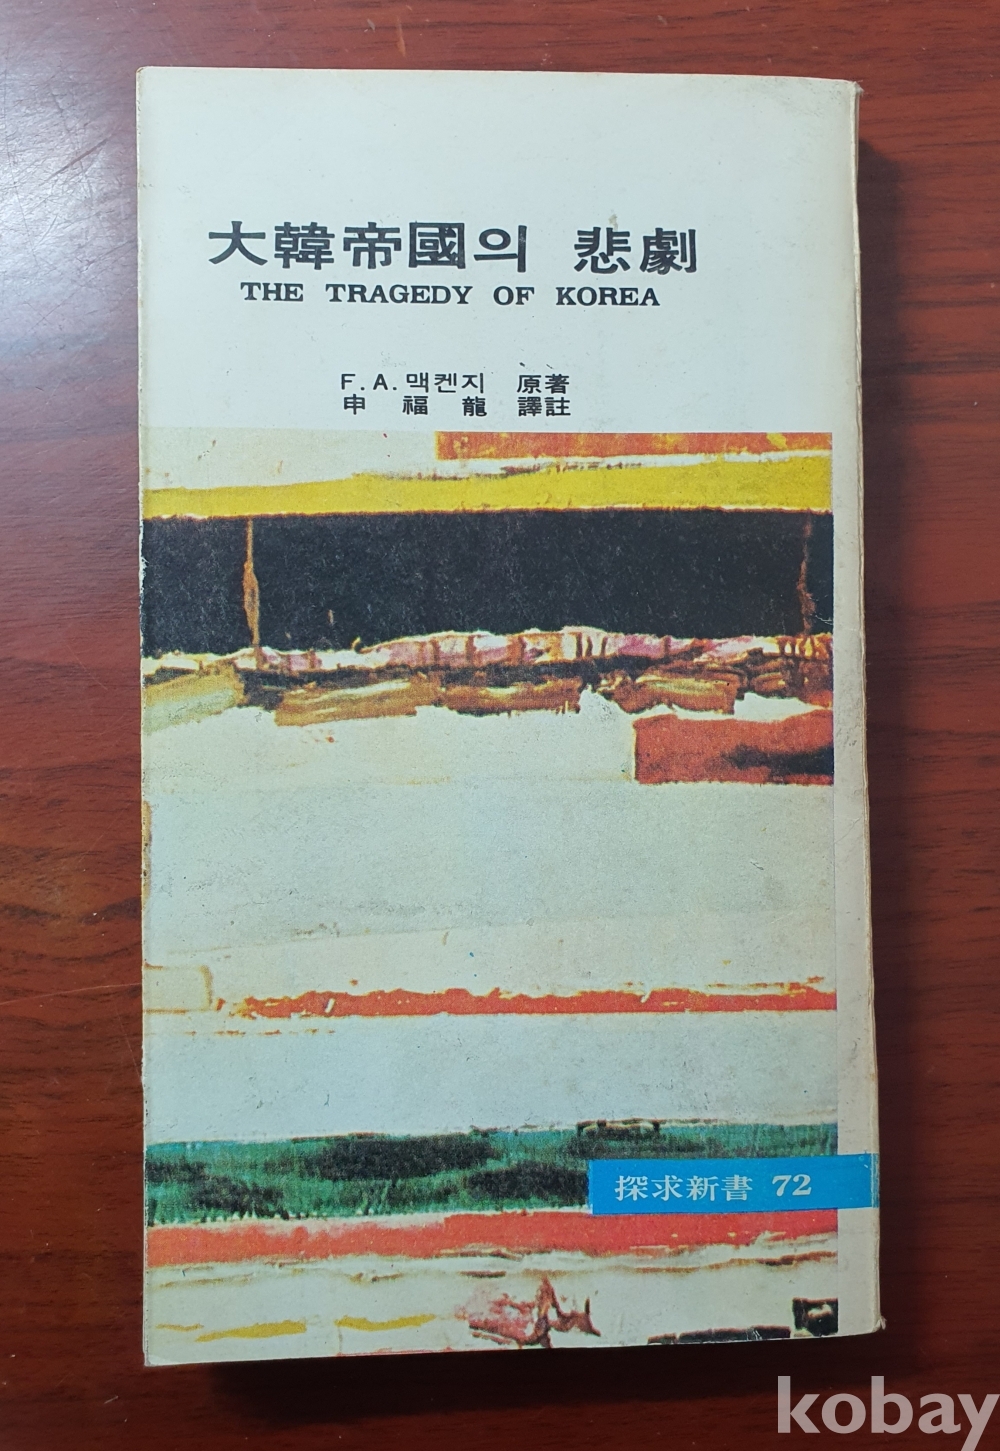 大韓帝國의 悲劇
THE TRAGEDY OF KOREA
F.A.맥켄지 原著
申福龍 譯註
探求新書 72
kobay